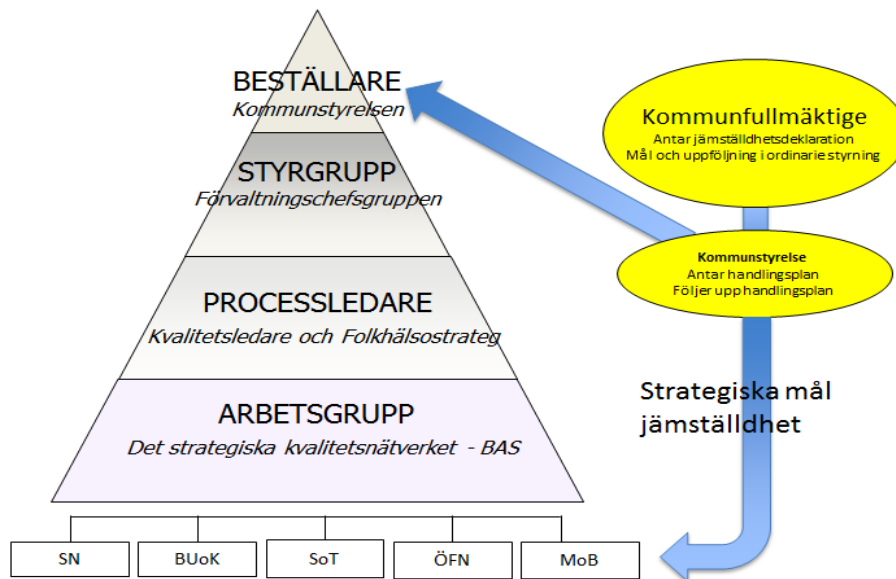 BESTÄLLARE
Kommunstyrelsen
STYRGRUPP
Förvaltningschefsgruppen
PROCESSLEDARE
Kvalitetsledare och Folkhälsostrateg
ARBETSGRUPP
Det strategiska kvalitetsnätverket - BAS
SN
BUoK
SoT
ÖFN
MoB
Kommunfullmäktige
Antar jämställdhetsdeklaration
Mål och uppföljning i ordinarie styrning
Kommunstyrelse
Antar handlingsplan
Följer upp handlingsplan
Strategiska mål
jämställdhet